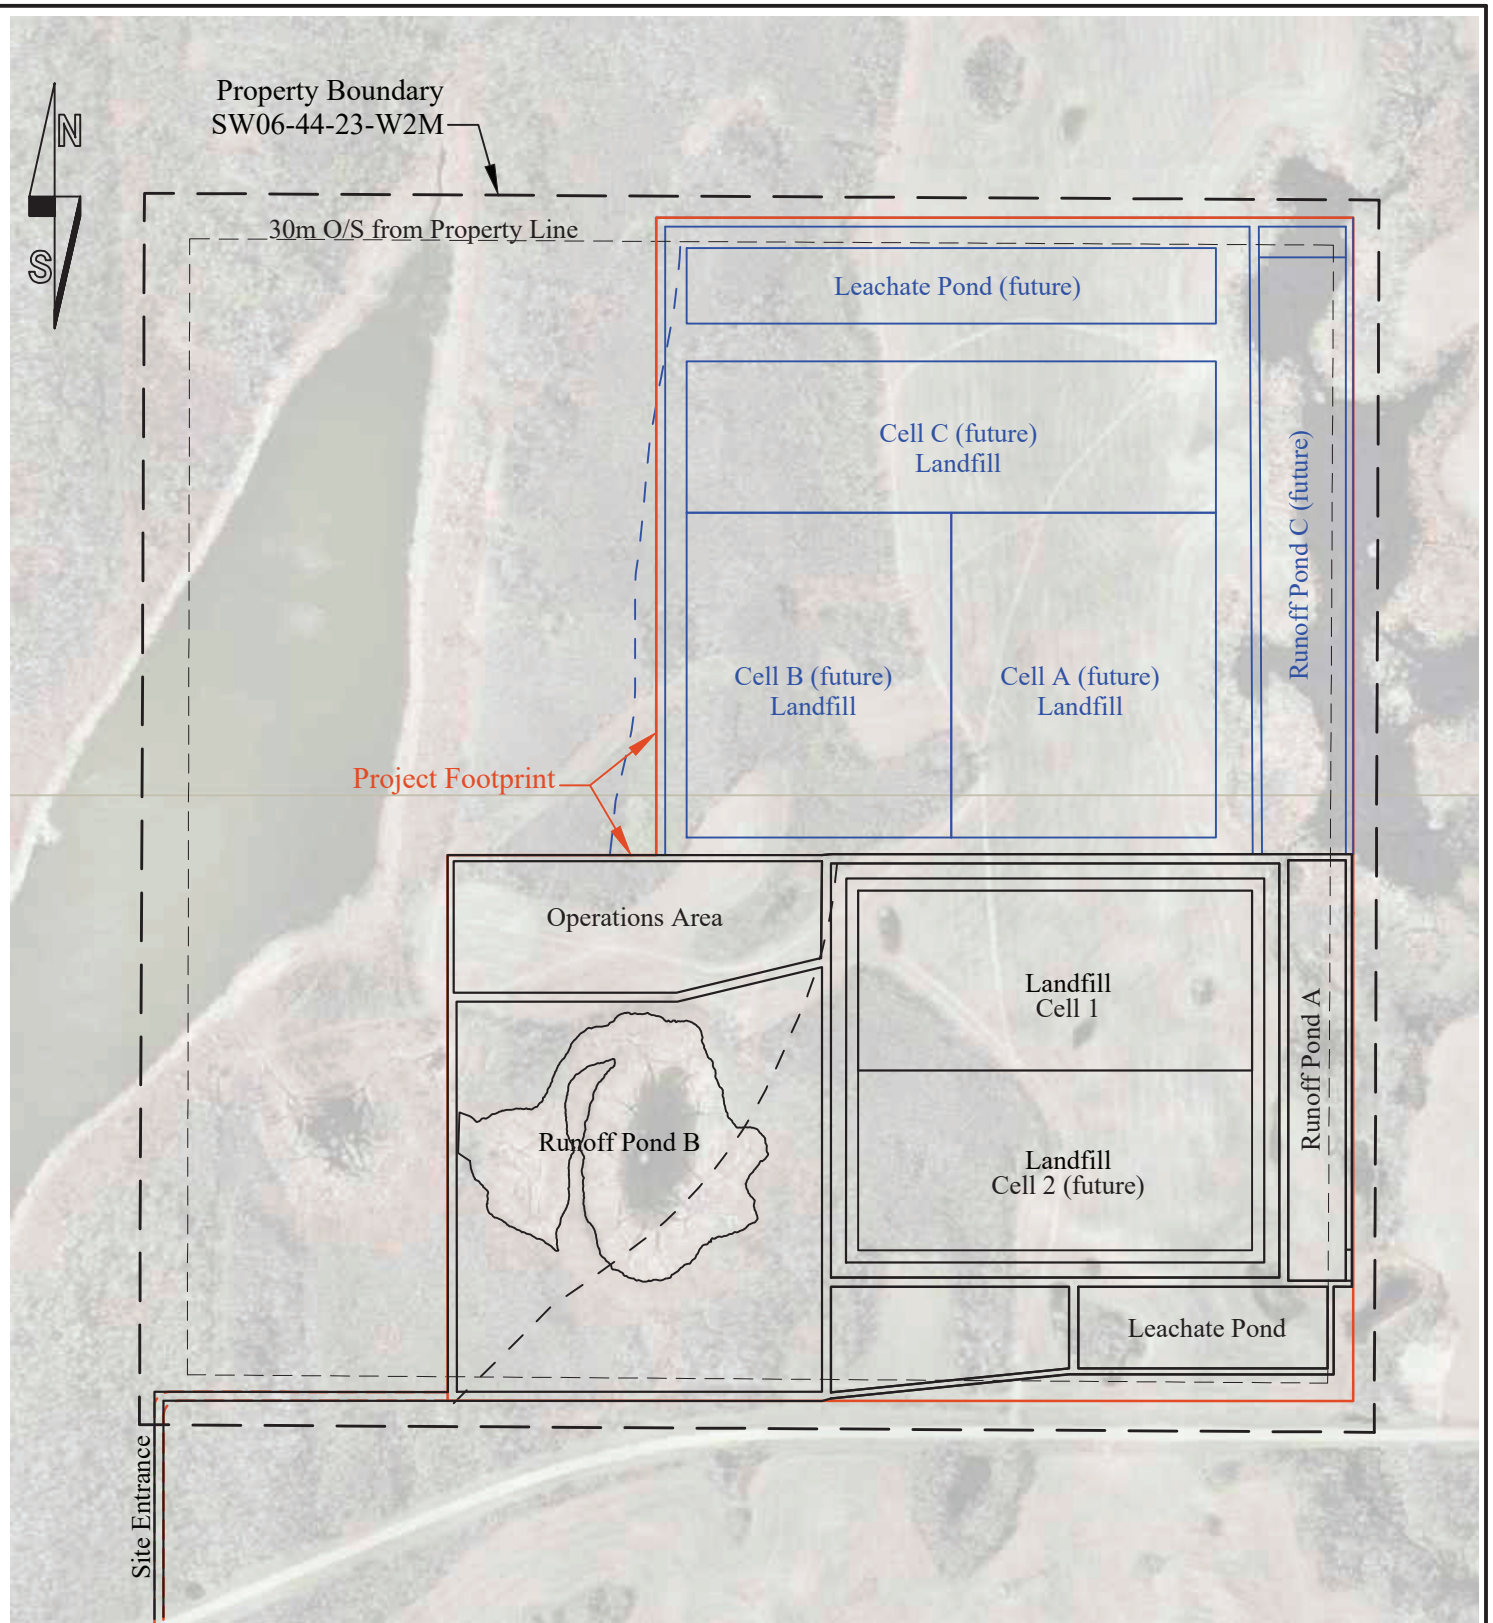 Property Boundary
SW06-44-23-W2M
N
S
30m O/S from Property Line
Leachate Pond (future)
Cell C (future)
Landfill
Runoff Pond C (future)
Cell B (future)
Landfill
Cell A (future)
Landfill
Project Footprint
Operations Area
Landfill
Cell 1
Runoff Pond A
Runoff Pond B
Landfill
Cell 2 (future)
Leachate Pond
Site Entrance